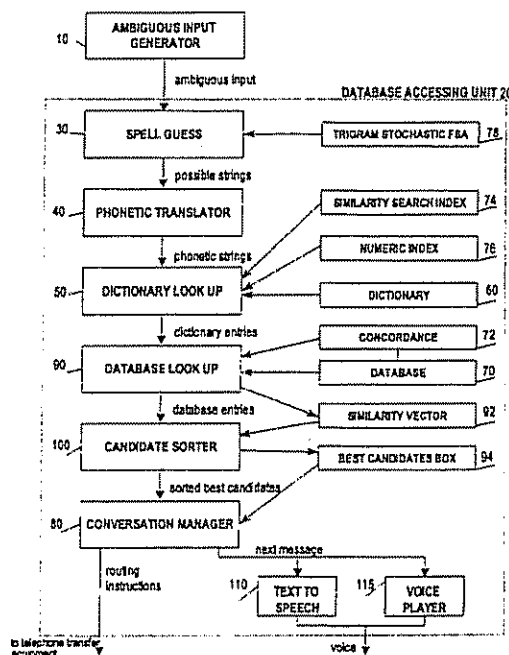 AMBIGUOUS INPUT
GENERATOR
10
ambiguous input
DATABASE ACCESSING UNIT 20
30
SPELL GUESS
TRIGRAM STOCHASTIC FSA
78
possible strings
40
PHONETIC TRANSLATOR
SIMILARITY SEARCH INDEX
74
phonetic strings
NUMERIC INDEX
76
50
DICTIONARY LOOK UP
DICTIONARY
60
dictionary entries
CONCORDANCE
72
90
DATABASE LOOK UP
DATABASE
70
database entries
SIMILARITY VECTOR
92
100
CANDIDATE SORTER
BEST CANDIDATES BOX
94
sorted best candidates
80
CONVERSATION MANAGER
next message
routing
instructions
110
TEXT TO
SPEECH
115
VOICE
PLAYER
to telephone transfer
equipment
voice